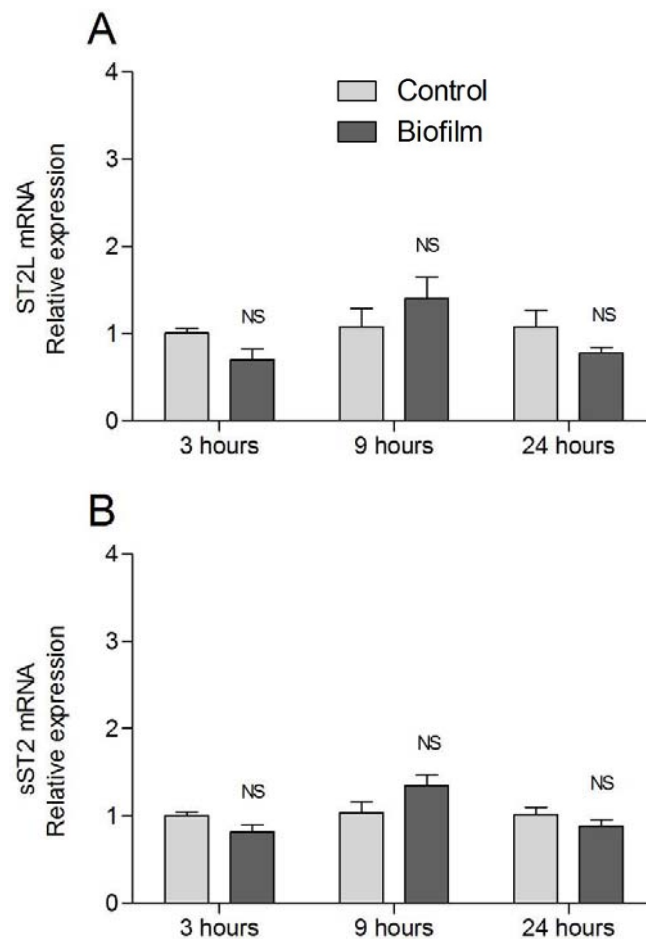 A
4
3
2
1
0
ST2L mRNA
Relative expression
Control
Biofilm
NS
NS
NS
3 hours
9 hours
24 hours
B
4
3
2
1
0
sST2 mRNA
Relative expression
NS
NS
NS
3 hours
9 hours
24 hours